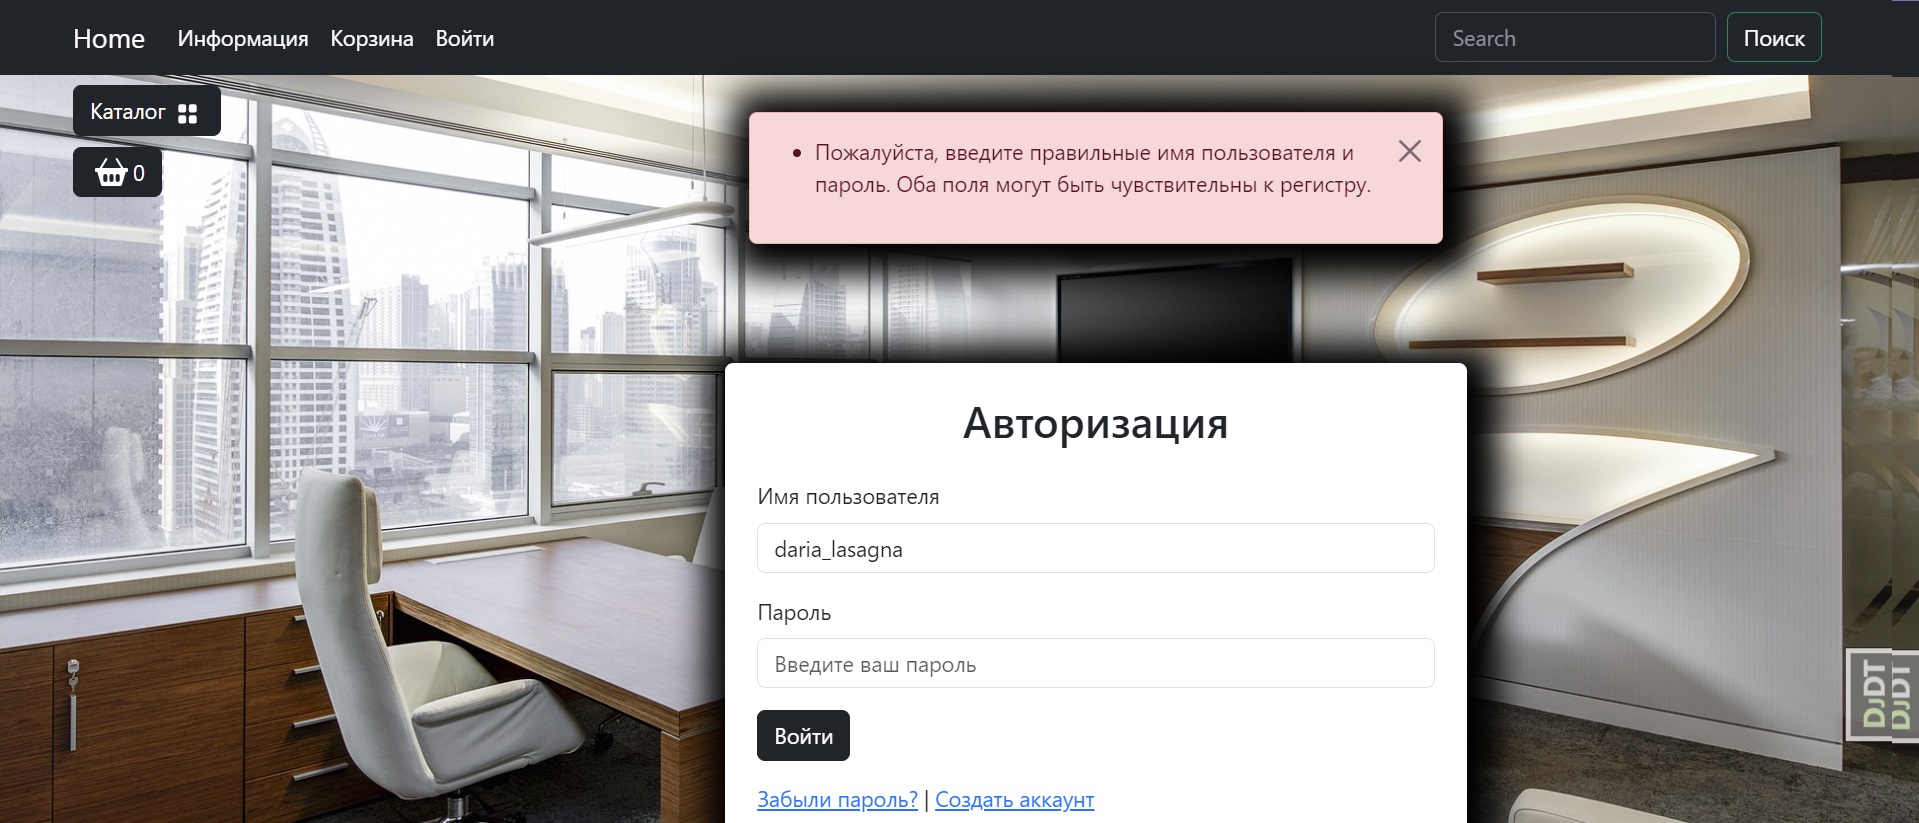 Home Информация Корзина Войти Search Поиск
Каталог
0
Пожалуйста, введите правильные имя пользователя и
пароль. Оба поля могут быть чувствительны к регистру.
Авторизация
Имя пользователя
daria_lasagna
Пароль
Введите ваш пароль
Войти
Забыли пароль? | Создать аккаунт
DJDT
DJDT